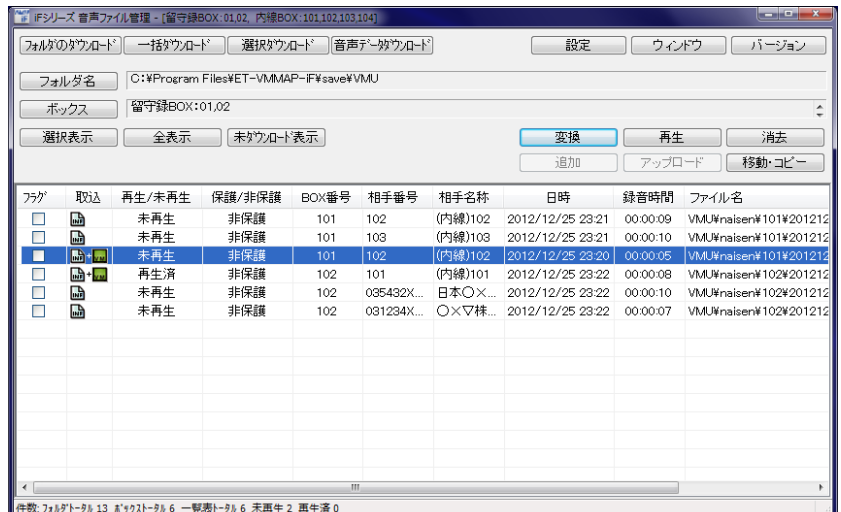 iFシリーズ 音声ファイル管理 - [留守録BOX:01,02, 内線BOX:101,102,103,104]
ﾌｫﾙﾀﾞのﾀﾞｳﾝﾛｰﾄﾞ 一括ﾀﾞｳﾝﾛｰﾄﾞ 選択ﾀﾞｳﾝﾛｰﾄﾞ 音声ﾃﾞｰﾀﾀﾞｳﾝﾛｰﾄﾞ 設定 ウィンドウ バージョン
フォルダ名 C:¥Program Files¥ET-VMMAP-iF¥save¥VMU
ボックス 留守録BOX:01,02
選択表示 全表示 未ﾀﾞｳﾝﾛｰﾄﾞ表示 変換 再生 消去
追加 アップロード 移動・コピー
ﾌﾗｸﾞ 取込 再生/未再生 保護/非保護 BOX番号 相手番号 相手名称 日時 録音時間 ファイル名
INF 未再生 非保護 101 102 (内線)102 2012/12/25 23:21 00:00:09 VMU¥naisen¥101¥201212
INF 未再生 非保護 101 103 (内線)103 2012/12/25 23:21 00:00:10 VMU¥naisen¥101¥201212
INF+VM 未再生 非保護 101 102 (内線)102 2012/12/25 23:20 00:00:05 VMU¥naisen¥101¥201212
INF+VM 再生済 非保護 102 101 (内線)101 2012/12/25 23:22 00:00:08 VMU¥naisen¥102¥201212
INF 未再生 非保護 102 035432X... 日本○×... 2012/12/25 23:22 00:00:10 VMU¥naisen¥102¥201212
INF 未再生 非保護 102 031234X... ○×▽株... 2012/12/25 23:22 00:00:07 VMU¥naisen¥102¥201212
件数: ﾌｫﾙﾀﾞﾄｰﾀﾙ 13 ﾎﾞｯｸｽﾄｰﾀﾙ 6 一覧表ﾄｰﾀﾙ 6 未再生 2 再生済 0